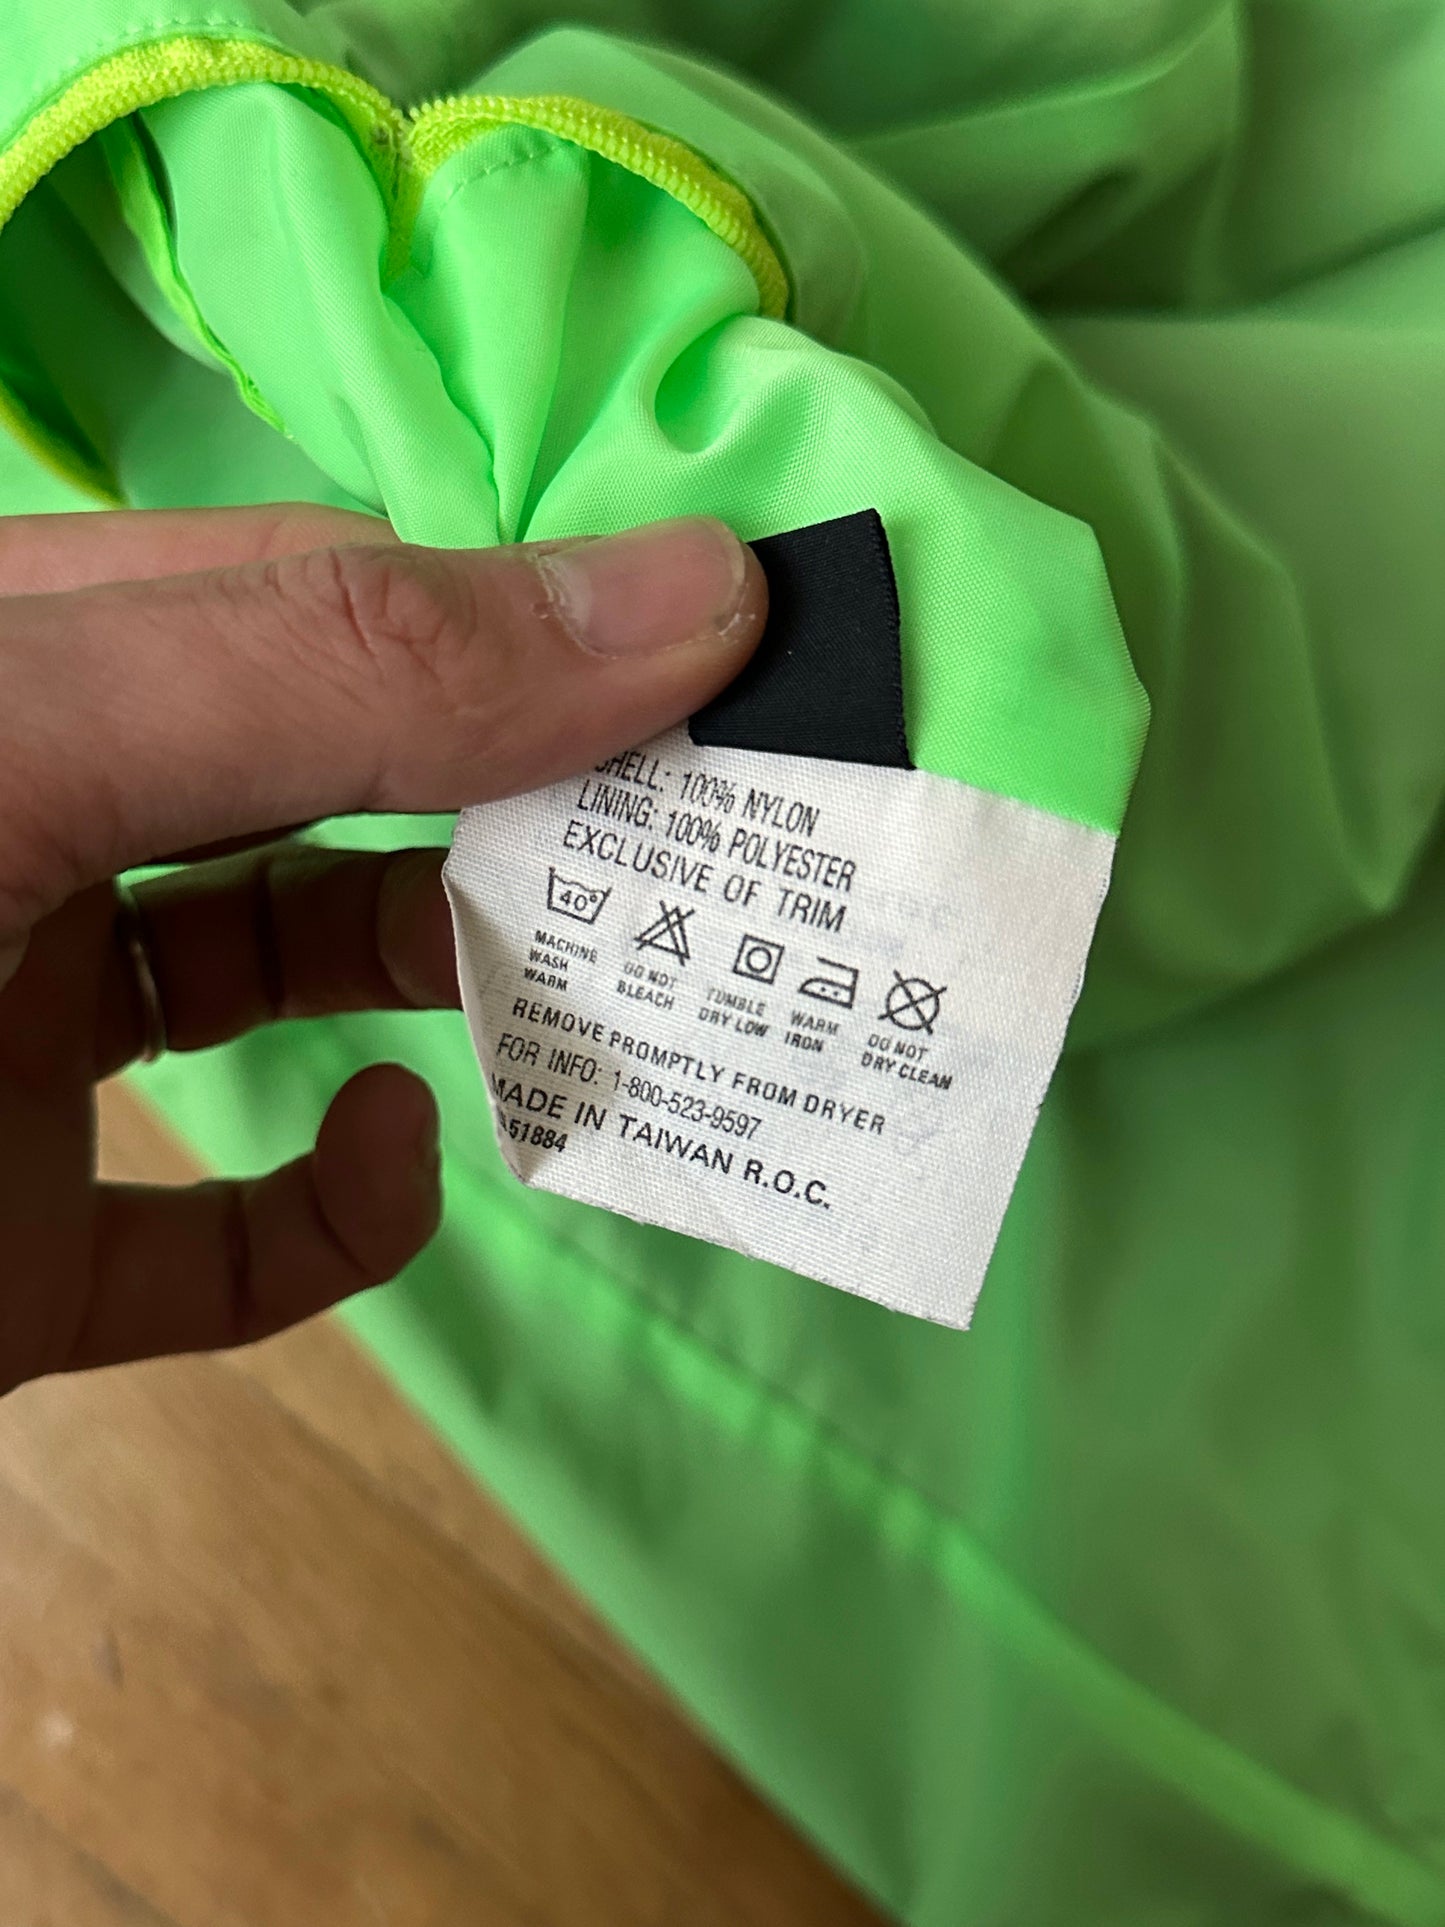 SHELL: 100% NYLON
LINING: 100% POLYESTER
EXCLUSIVE OF TRIM
40°
MACHINE WASH WARM
DO NOT BLEACH
TUMBLE DRY LOW
WARM IRON
DO NOT DRY CLEAN
REMOVE PROMPTLY FROM DRYER
FOR INFO: 1-800-523-9597
MADE IN TAIWAN R.O.C.